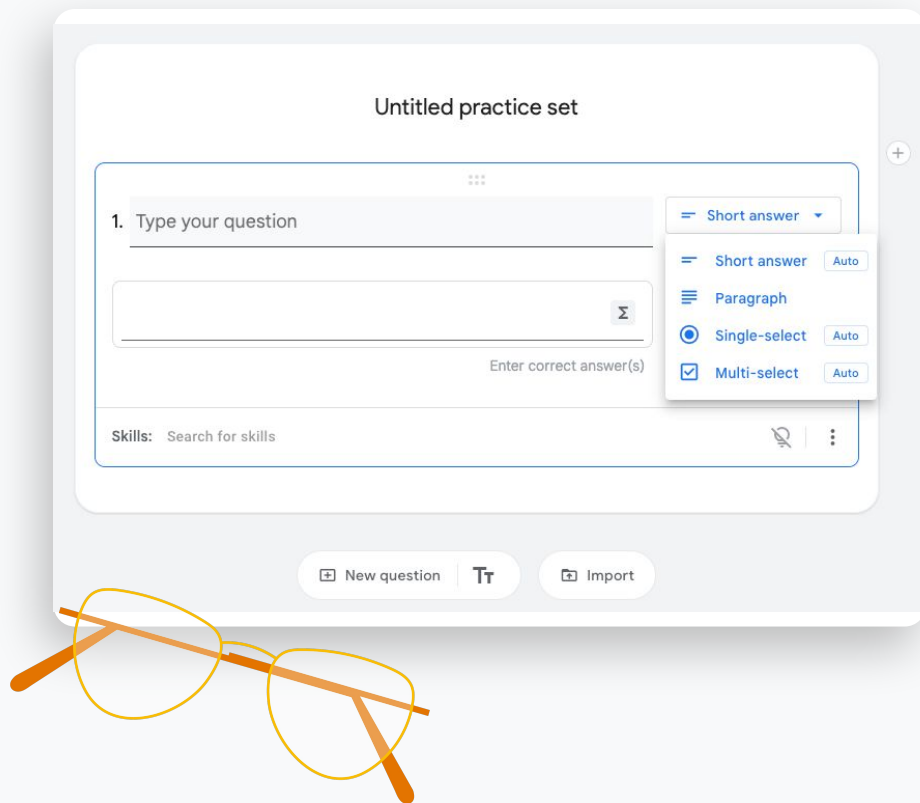 Untitled practice set
1. Type your question
Short answer
Short answer Auto
Paragraph
Single-select Auto
Multi-select Auto
Σ
Enter correct answer(s)
Skills: Search for skills
New question Tт Import